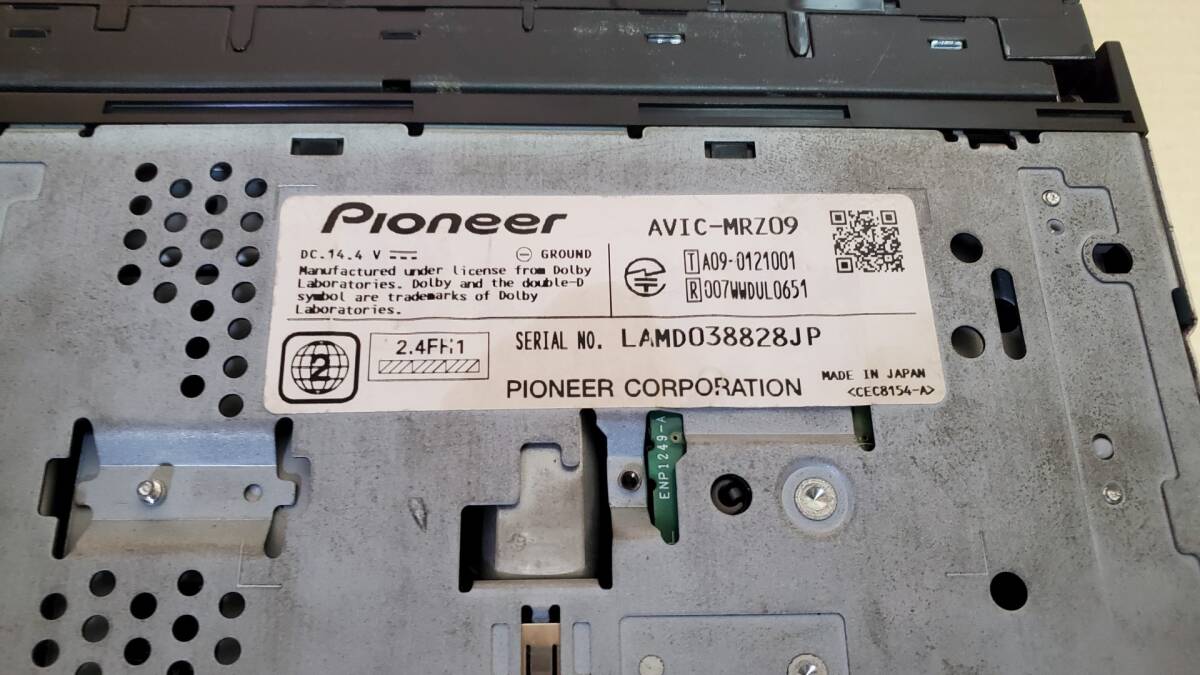 Pioneer
DC.14.4 V
GROUND
Manufactured under license from Dolby
Laboratories. Dolby and the double-D
symbol are trademarks of Dolby
Laboratories.
AVIC-MRZ09
T A09-0121001
R 007WWDUL0651
2
2.4FH1
SERIAL NO. LAMD038828JP
PIONEER CORPORATION
MADE IN JAPAN
<CEC8154-A>
ENP1249-A